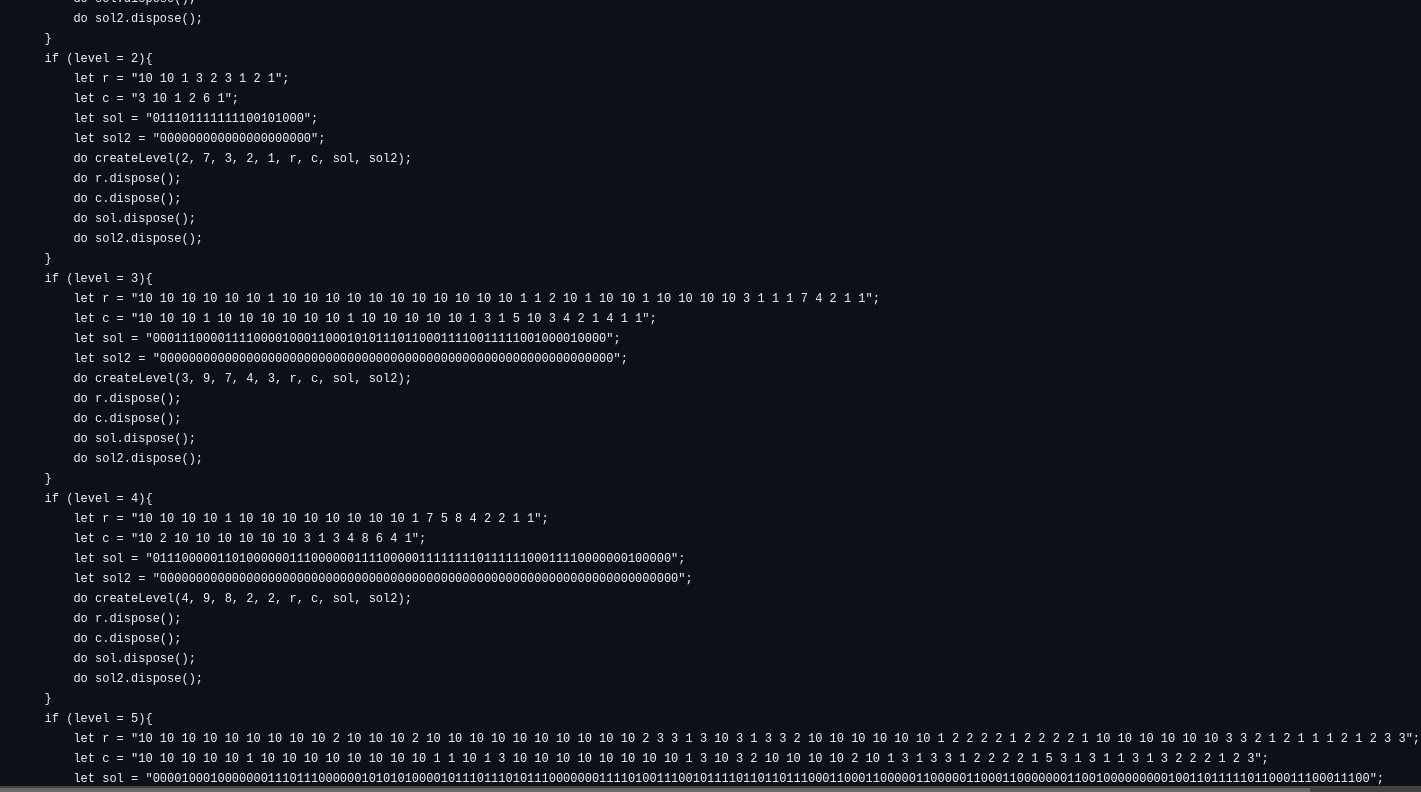 do sol.dispose();
do sol2.dispose();
}
if (level = 2){
let r = "10 10 1 3 2 3 1 2 1";
let c = "3 10 1 2 6 1";
let sol = "011101111111100101000";
let sol2 = "000000000000000000000";
do createLevel(2, 7, 3, 2, 1, r, c, sol, sol2);
do r.dispose();
do c.dispose();
do sol.dispose();
do sol2.dispose();
}
if (level = 3){
let r = "10 10 10 10 10 10 1 10 10 10 10 10 10 10 10 10 10 10 1 1 2 10 1 10 10 1 10 10 10 10 3 1 1 1 7 4 2 1 1";
let c = "10 10 10 1 10 10 10 10 10 10 1 10 10 10 10 10 1 3 1 5 10 3 4 2 1 4 1 1";
let sol = "000111000011110000100011000101011101100011110011111001000010000";
let sol2 = "000000000000000000000000000000000000000000000000000000000000000";
do createLevel(3, 9, 7, 4, 3, r, c, sol, sol2);
do r.dispose();
do c.dispose();
do sol.dispose();
do sol2.dispose();
}
if (level = 4){
let r = "10 10 10 10 1 10 10 10 10 10 10 10 10 1 7 5 8 4 2 2 1 1";
let c = "10 2 10 10 10 10 10 10 3 1 3 4 8 6 4 1";
let sol = "011100000110100000011100000011110000011111111011111100011110000000100000";
let sol2 = "000000000000000000000000000000000000000000000000000000000000000000000000";
do createLevel(4, 9, 8, 2, 2, r, c, sol, sol2);
do r.dispose();
do c.dispose();
do sol.dispose();
do sol2.dispose();
}
if (level = 5){
let r = "10 10 10 10 10 10 10 10 10 2 10 10 10 2 10 10 10 10 10 10 10 10 10 10 2 3 3 1 3 10 3 1 3 3 2 10 10 10 10 10 10 1 2 2 2 2 1 2 2 2 2 1 10 10 10 10 10 10 3 3 2 1 2 1 1 1 2 1 2 3 3";
let c = "10 10 10 10 10 1 10 10 10 10 10 10 10 10 1 1 10 1 3 10 10 10 10 10 10 10 10 1 3 10 3 2 10 10 10 10 2 10 1 3 1 3 3 1 2 2 2 2 1 5 3 1 3 1 1 3 1 3 2 2 2 1 2 3";
let sol = "0000100010000000111011100000010101010000101110111010111000000011110100111001011110110110111000110001100000110000011000110000000110010000000001001101111101100011100011100";